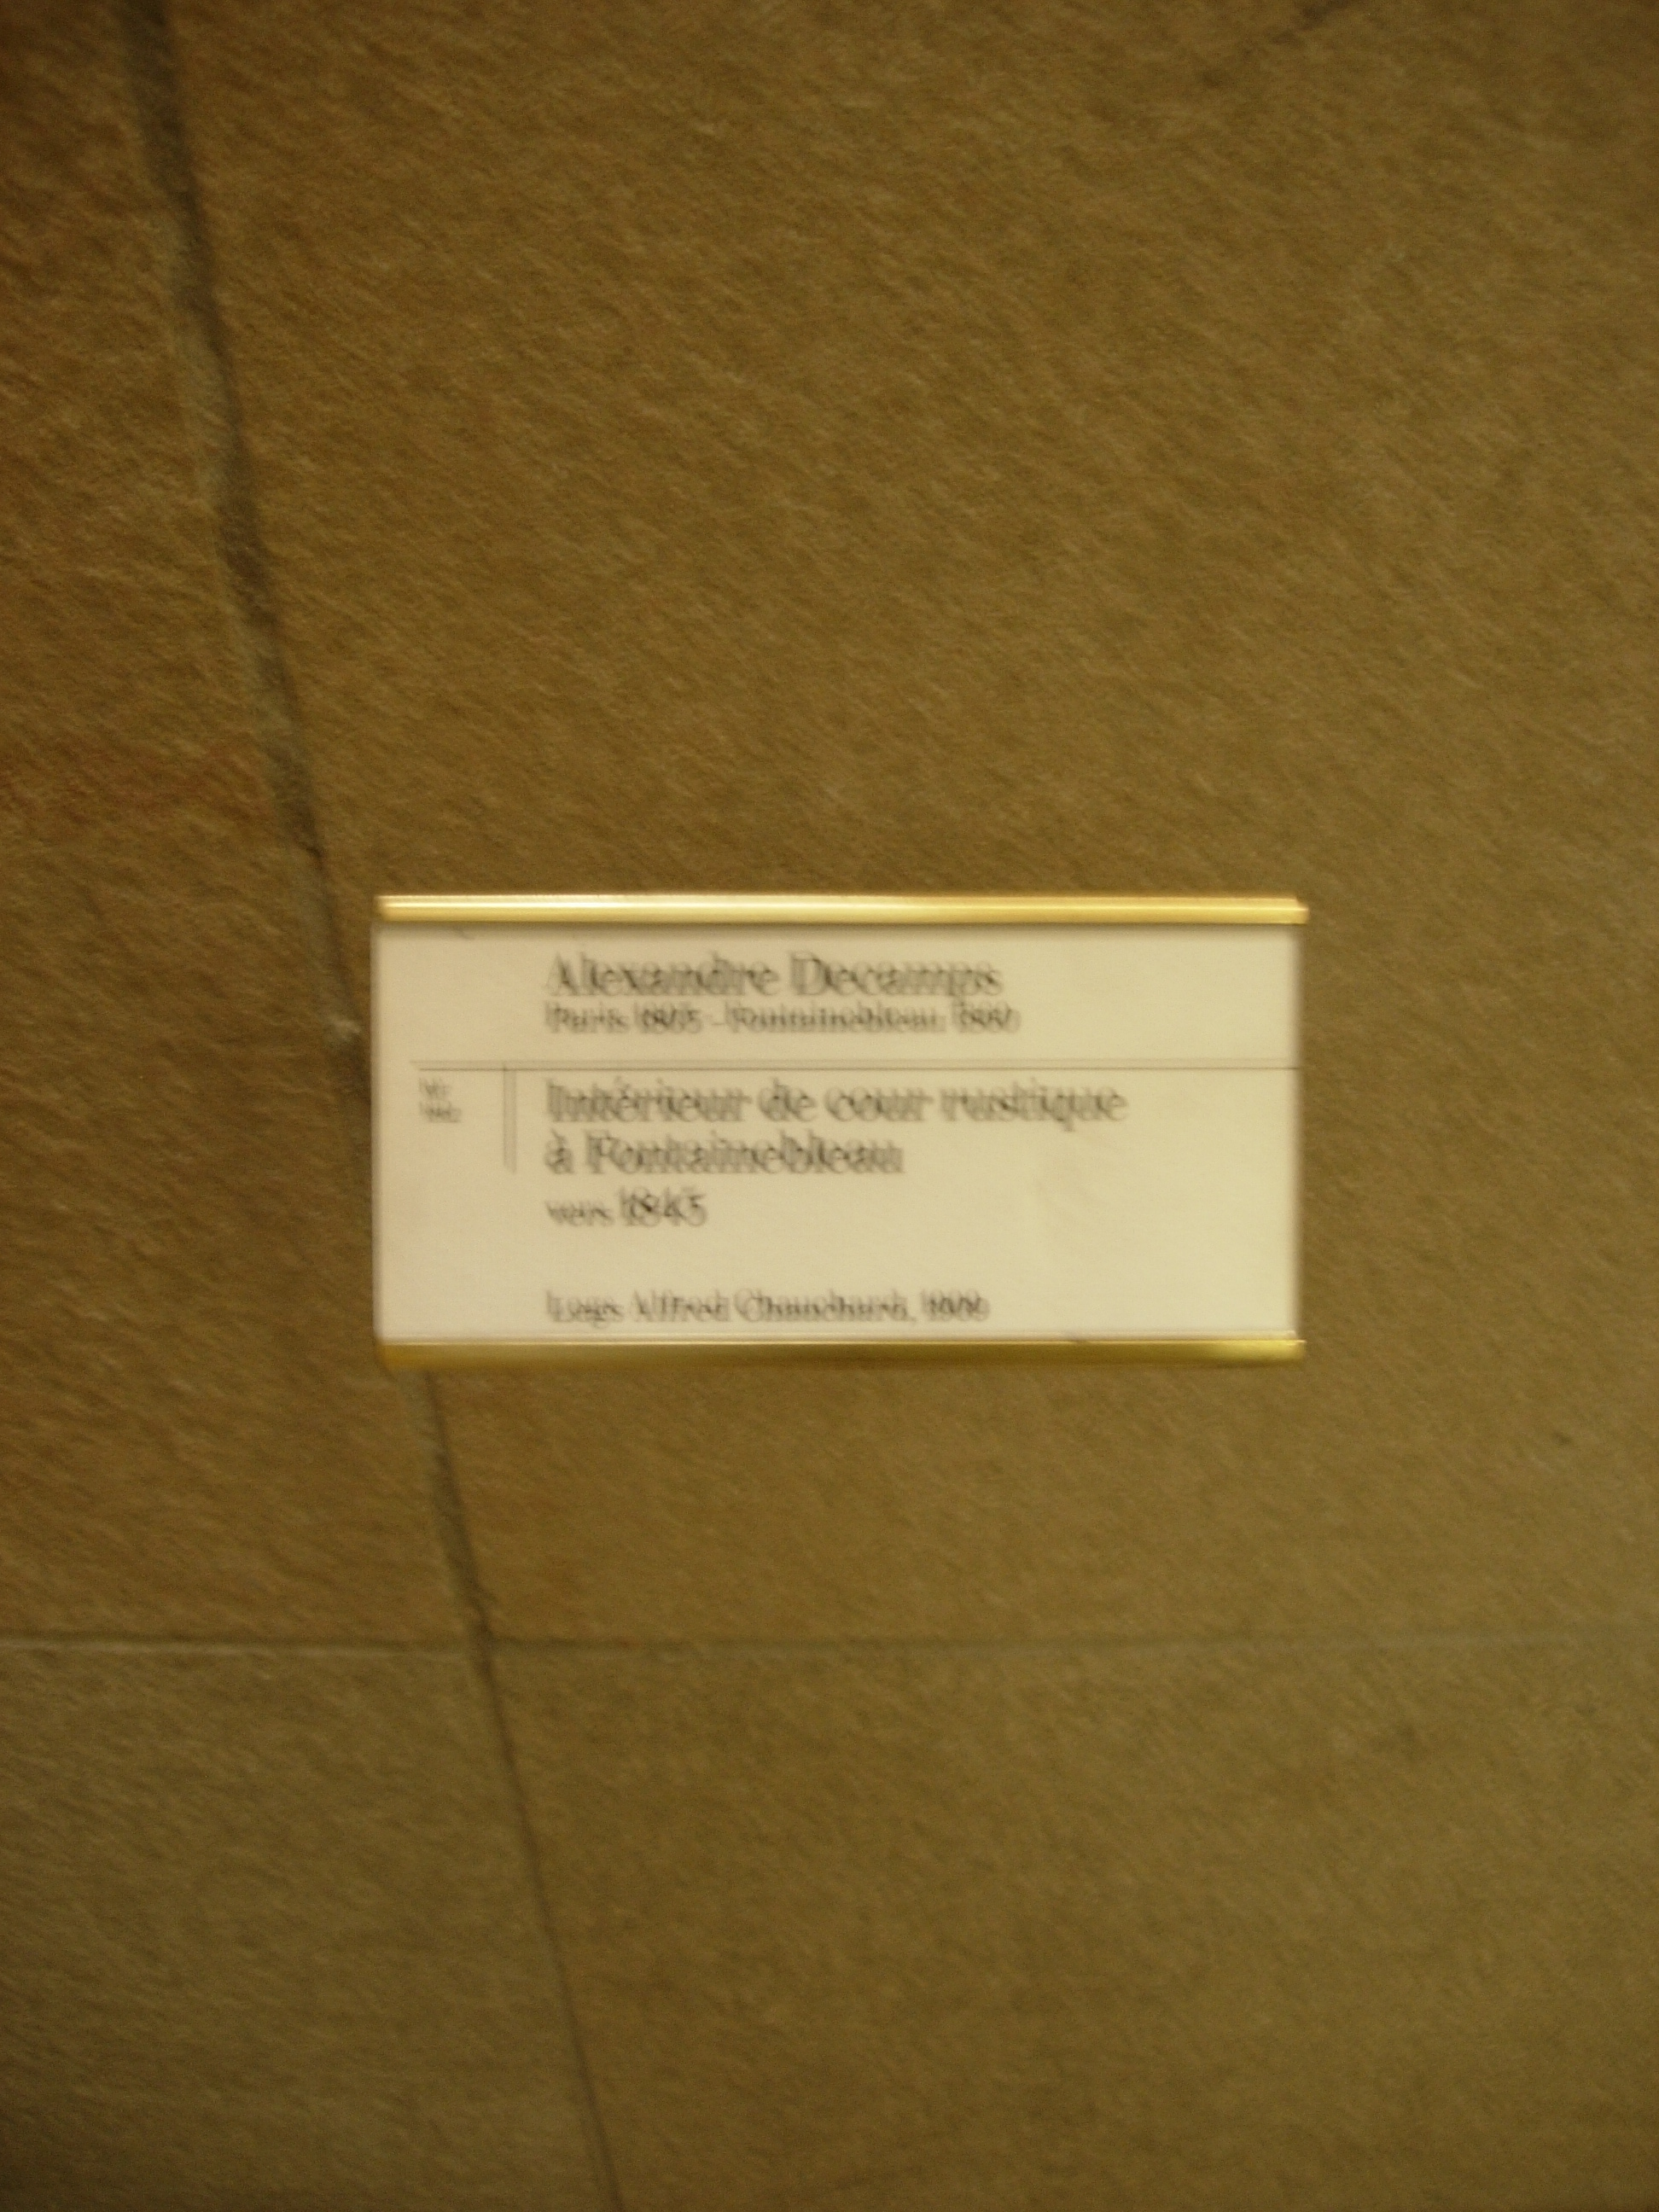 Alexandre Decamps
Paris 1803 - Fontainebleau 1860
Intérieur de cour rustique
à Fontainebleau
vers 1845
Legs Alfred Chauchard, 1909